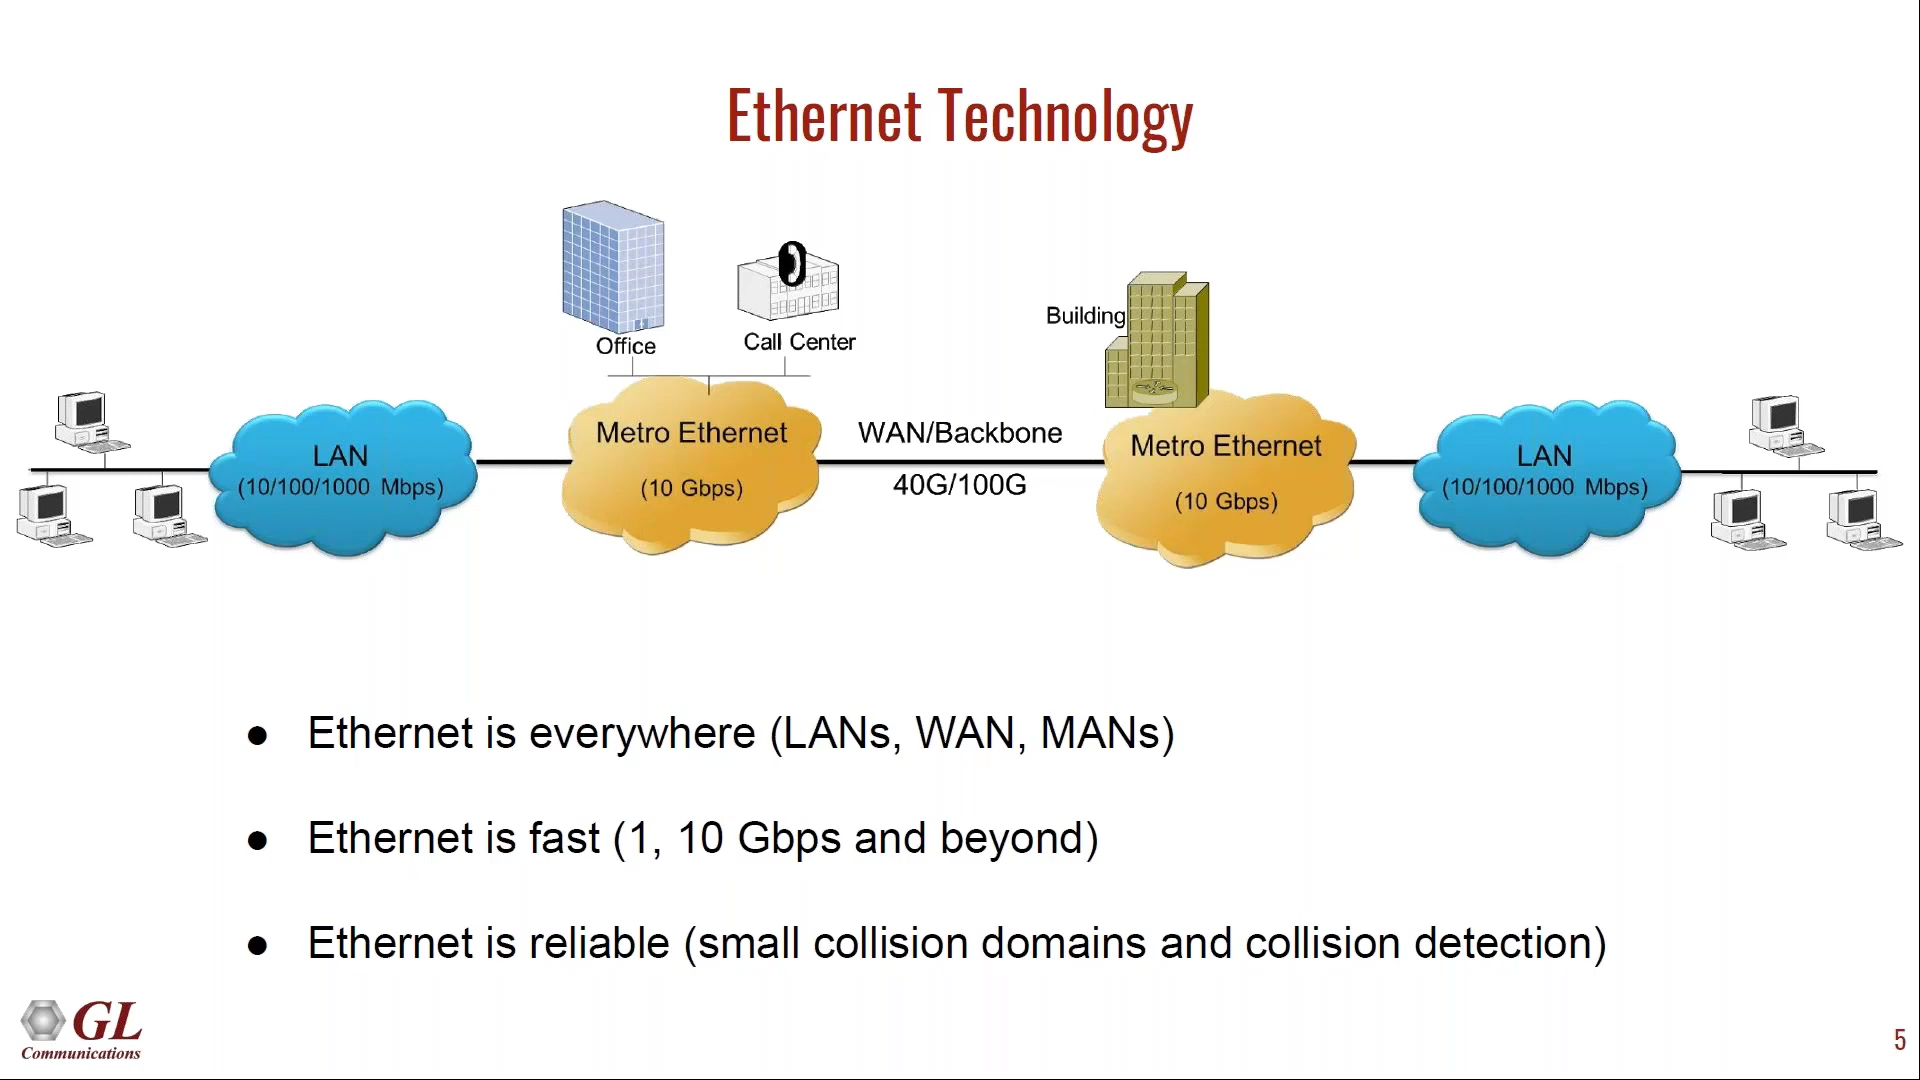 Ethernet Technology
Office
Call Center
Building
LAN
(10/100/1000 Mbps)
Metro Ethernet
(10 Gbps)
WAN/Backbone
40G/100G
Metro Ethernet
(10 Gbps)
LAN
(10/100/1000 Mbps)
● Ethernet is everywhere (LANs, WAN, MANs)
● Ethernet is fast (1, 10 Gbps and beyond)
● Ethernet is reliable (small collision domains and collision detection)
GL
Communications
5